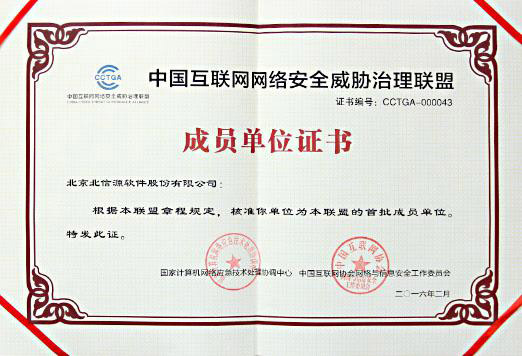 CCTGA
中国互联网网络安全威胁治理联盟
中国互联网网络安全威胁治理联盟
证书编号：CCTGA-000043
成员单位证书
北京北信源软件股份有限公司：
根据本联盟章程规定，核准你单位为本联盟的首批成员单位。
特发此证。
国家计算机网络应急技术处理协调中心 中国互联网协会网络与信息安全工作委员会
二〇一六年二月